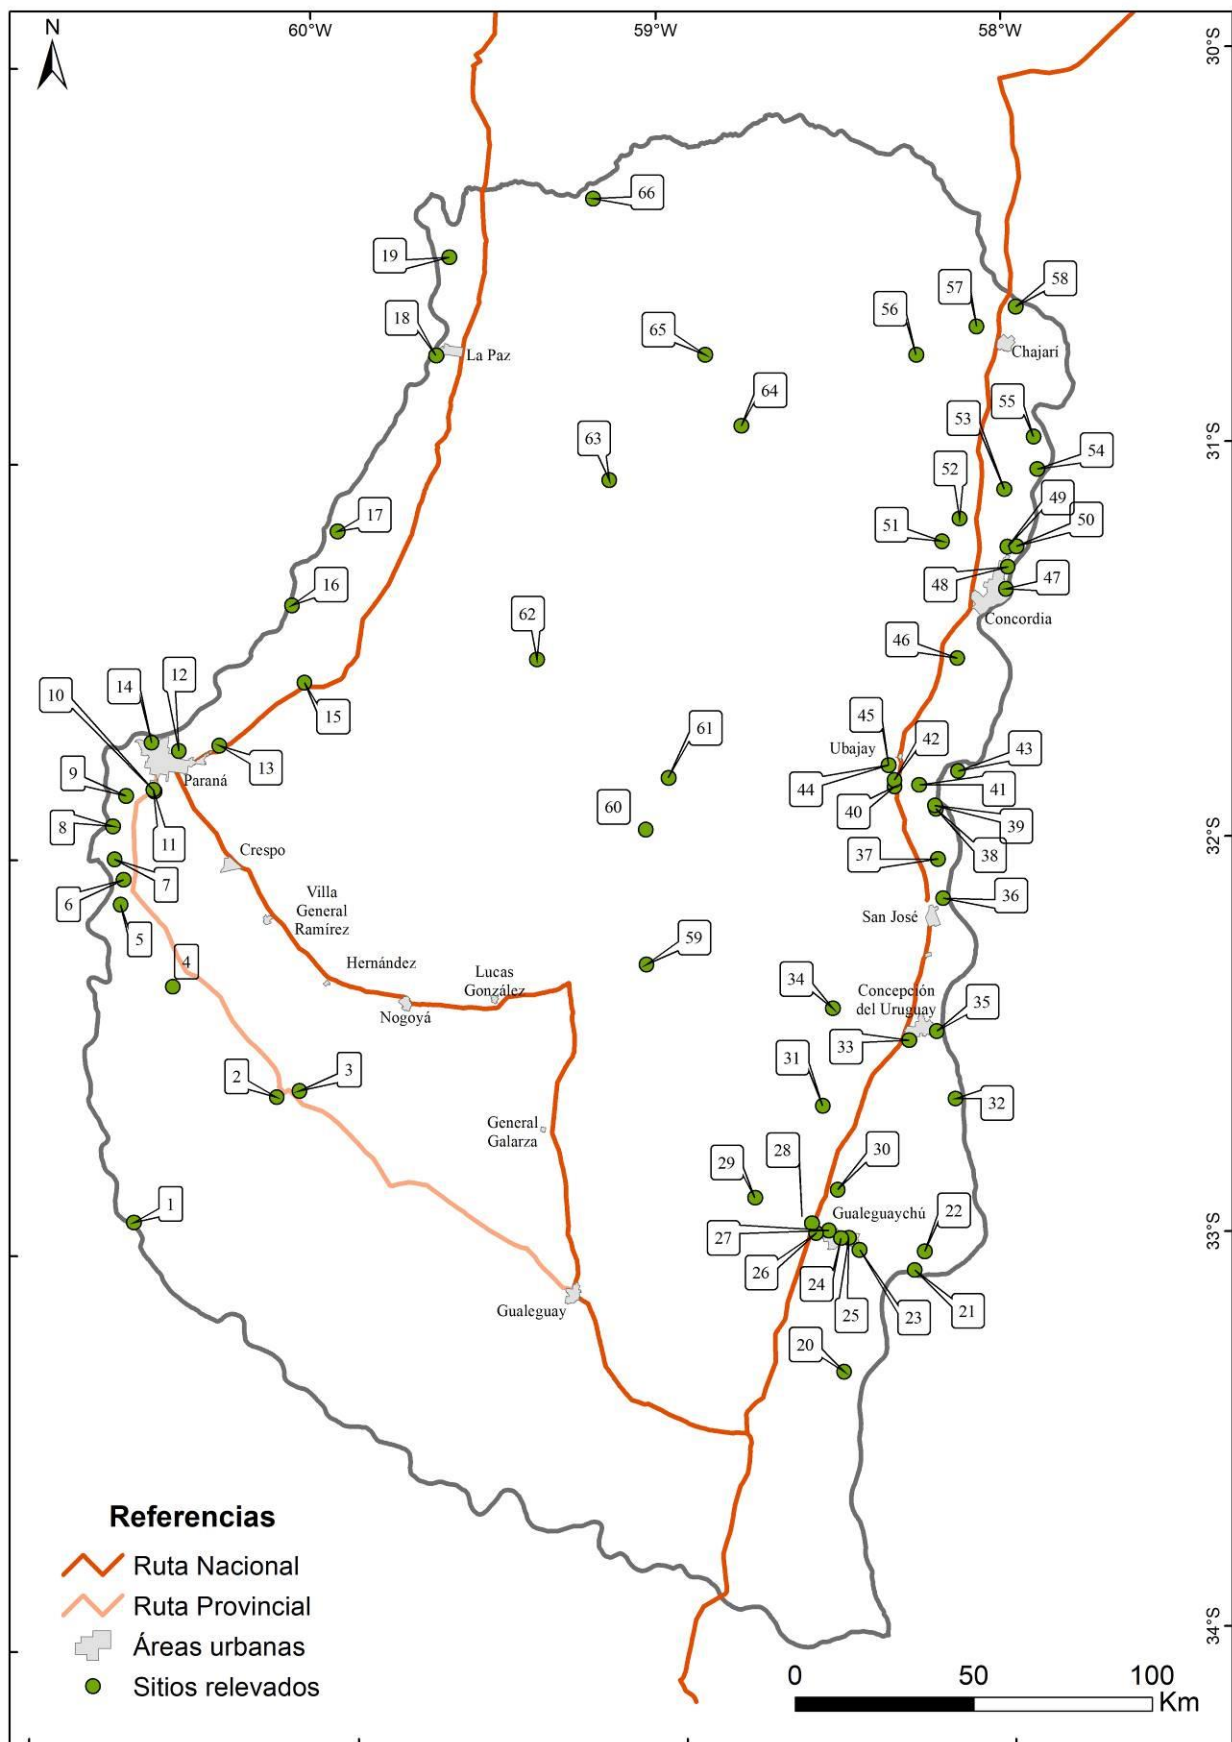 N
60°W
59°W
58°W
30°S
66
19
58
57
56
18
65
La Paz
Chajarí
64
55
53
54
63
52
49
17
51
50
48
47
16
Concordia
62
46
14
12
10
15
45
61
42
Ubajay
43
13
9
Paraná
44
41
60
40
39
8
11
31°S
32°S
Crespo
37
38
7
36
6
Villa
General
Ramírez
San José
5
59
4
Hernández
Lucas
González
34
Concepción
del Uruguay
35
Nogoyá
33
2
3
31
32
General
Galarza
28
30
29
1
Gualeguaychú
22
27
33°S
26
24
21
25
23
Gualeguay
20
Referencias
Ruta Nacional
Ruta Provincial
34°S
Áreas urbanas
Sitios relevados
0
50
100
Km